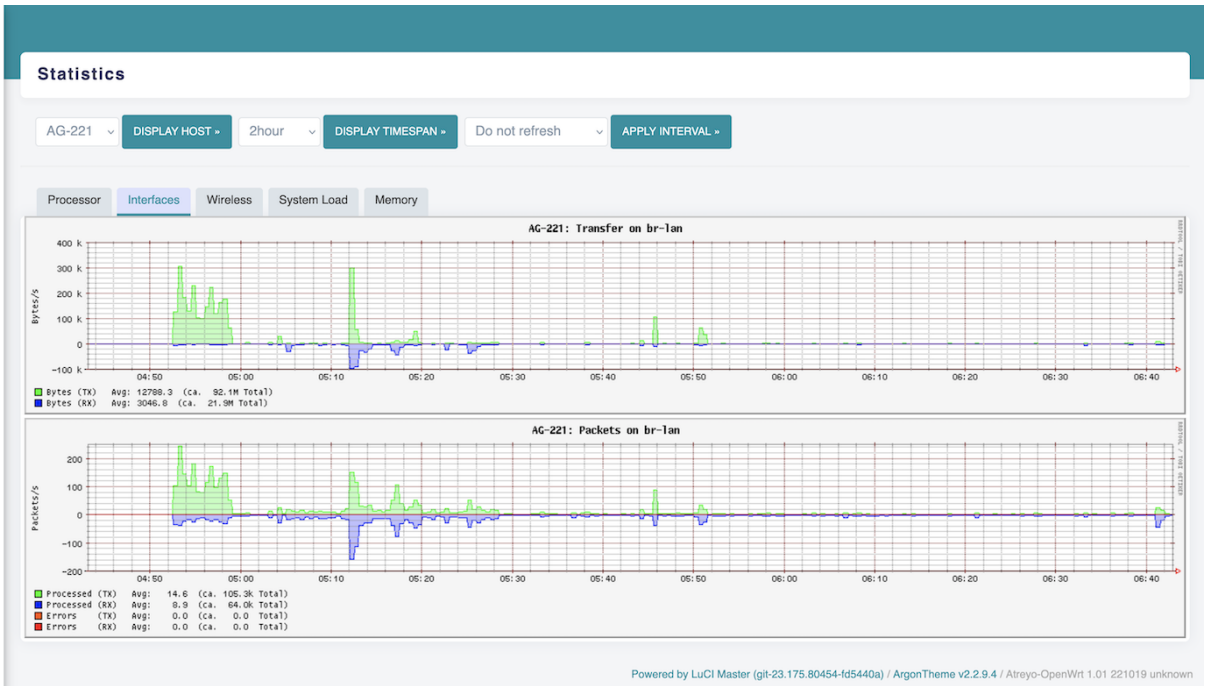 Statistics
AG-221 DISPLAY HOST » 2hour DISPLAY TIMESPAN » Do not refresh APPLY INTERVAL »
Processor Interfaces Wireless System Load Memory
AG-221: Transfer on br-lan
Bytes/s
400 k
300 k
200 k
100 k
0
-100 k
04:50 05:00 05:10 05:20 05:30 05:40 05:50 06:00 06:10 06:20 06:30 06:40
Bytes (TX) Avg: 12788.3 (ca. 92.1M Total)
Bytes (RX) Avg: 3046.8 (ca. 21.9M Total)
RRDTOOL / TOBI OETIKER
AG-221: Packets on br-lan
Packets/s
200
100
0
-100
-200
04:50 05:00 05:10 05:20 05:30 05:40 05:50 06:00 06:10 06:20 06:30 06:40
Processed (TX) Avg: 14.6 (ca. 105.3k Total)
Processed (RX) Avg: 8.9 (ca. 64.0k Total)
Errors (TX) Avg: 0.0 (ca. 0.0 Total)
Errors (RX) Avg: 0.0 (ca. 0.0 Total)
RRDTOOL / TOBI OETIKER
Powered by LuCI Master (git-23.175.80454-fd5440a) / ArgonTheme v2.2.9.4 / Atreyo-OpenWrt 1.01 221019 unknown